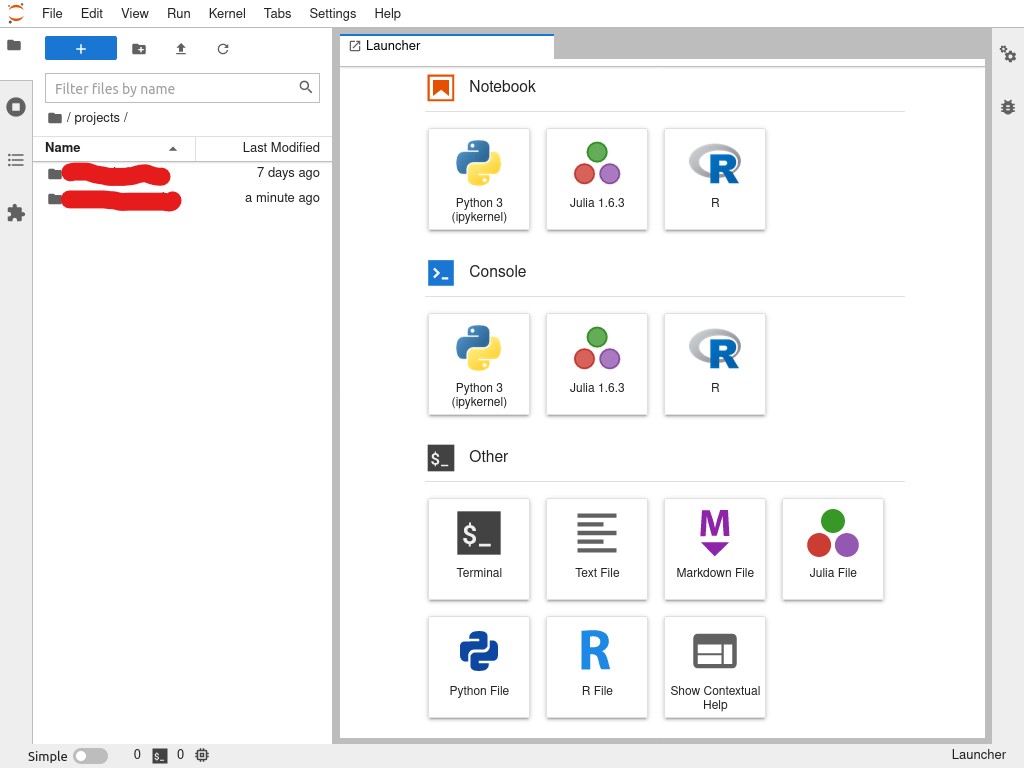 File Edit View Run Kernel Tabs Settings Help
+
Launcher
Filter files by name
/ projects /
Name Last Modified
7 days ago
a minute ago
Notebook
Python 3
(ipykernel)
Julia 1.6.3
R
Console
Python 3
(ipykernel)
Julia 1.6.3
R
Other
$_
Terminal
Text File
M
Markdown File
Julia File
Python File
R
R File
Show Contextual
Help
Simple 0 $_ 0
Launcher